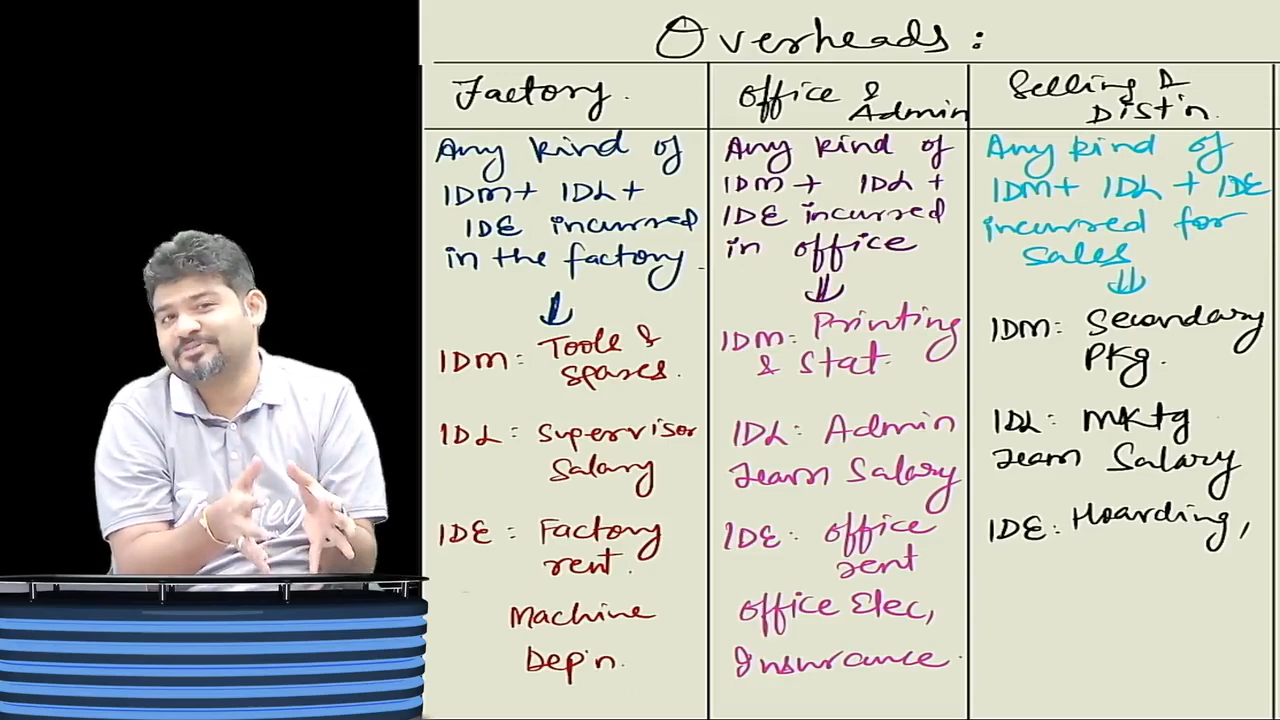 Overheads:
Factory.
Any kind of
IDM+ IDL+
IDE incurred
in the factory.
IDM: Tools &
Spares.
IDL: Supervisor
Salary
IDE: Factory
rent.
Machine
Dep'n.
Office &
Admin
Any kind of
IDM+ IDL+
IDE incurred
in office
IDM: Printing
& Stat.
IDL: Admin
Team Salary
IDE: office
rent
Office Elec,
Insurance.
Selling &
Dist'n.
Any kind of
IDM+ IDL+ IDE
incurred for
Sales
IDM: Secondary
Pkg.
IDL: Mktg
Team Salary
IDE: Hoarding,